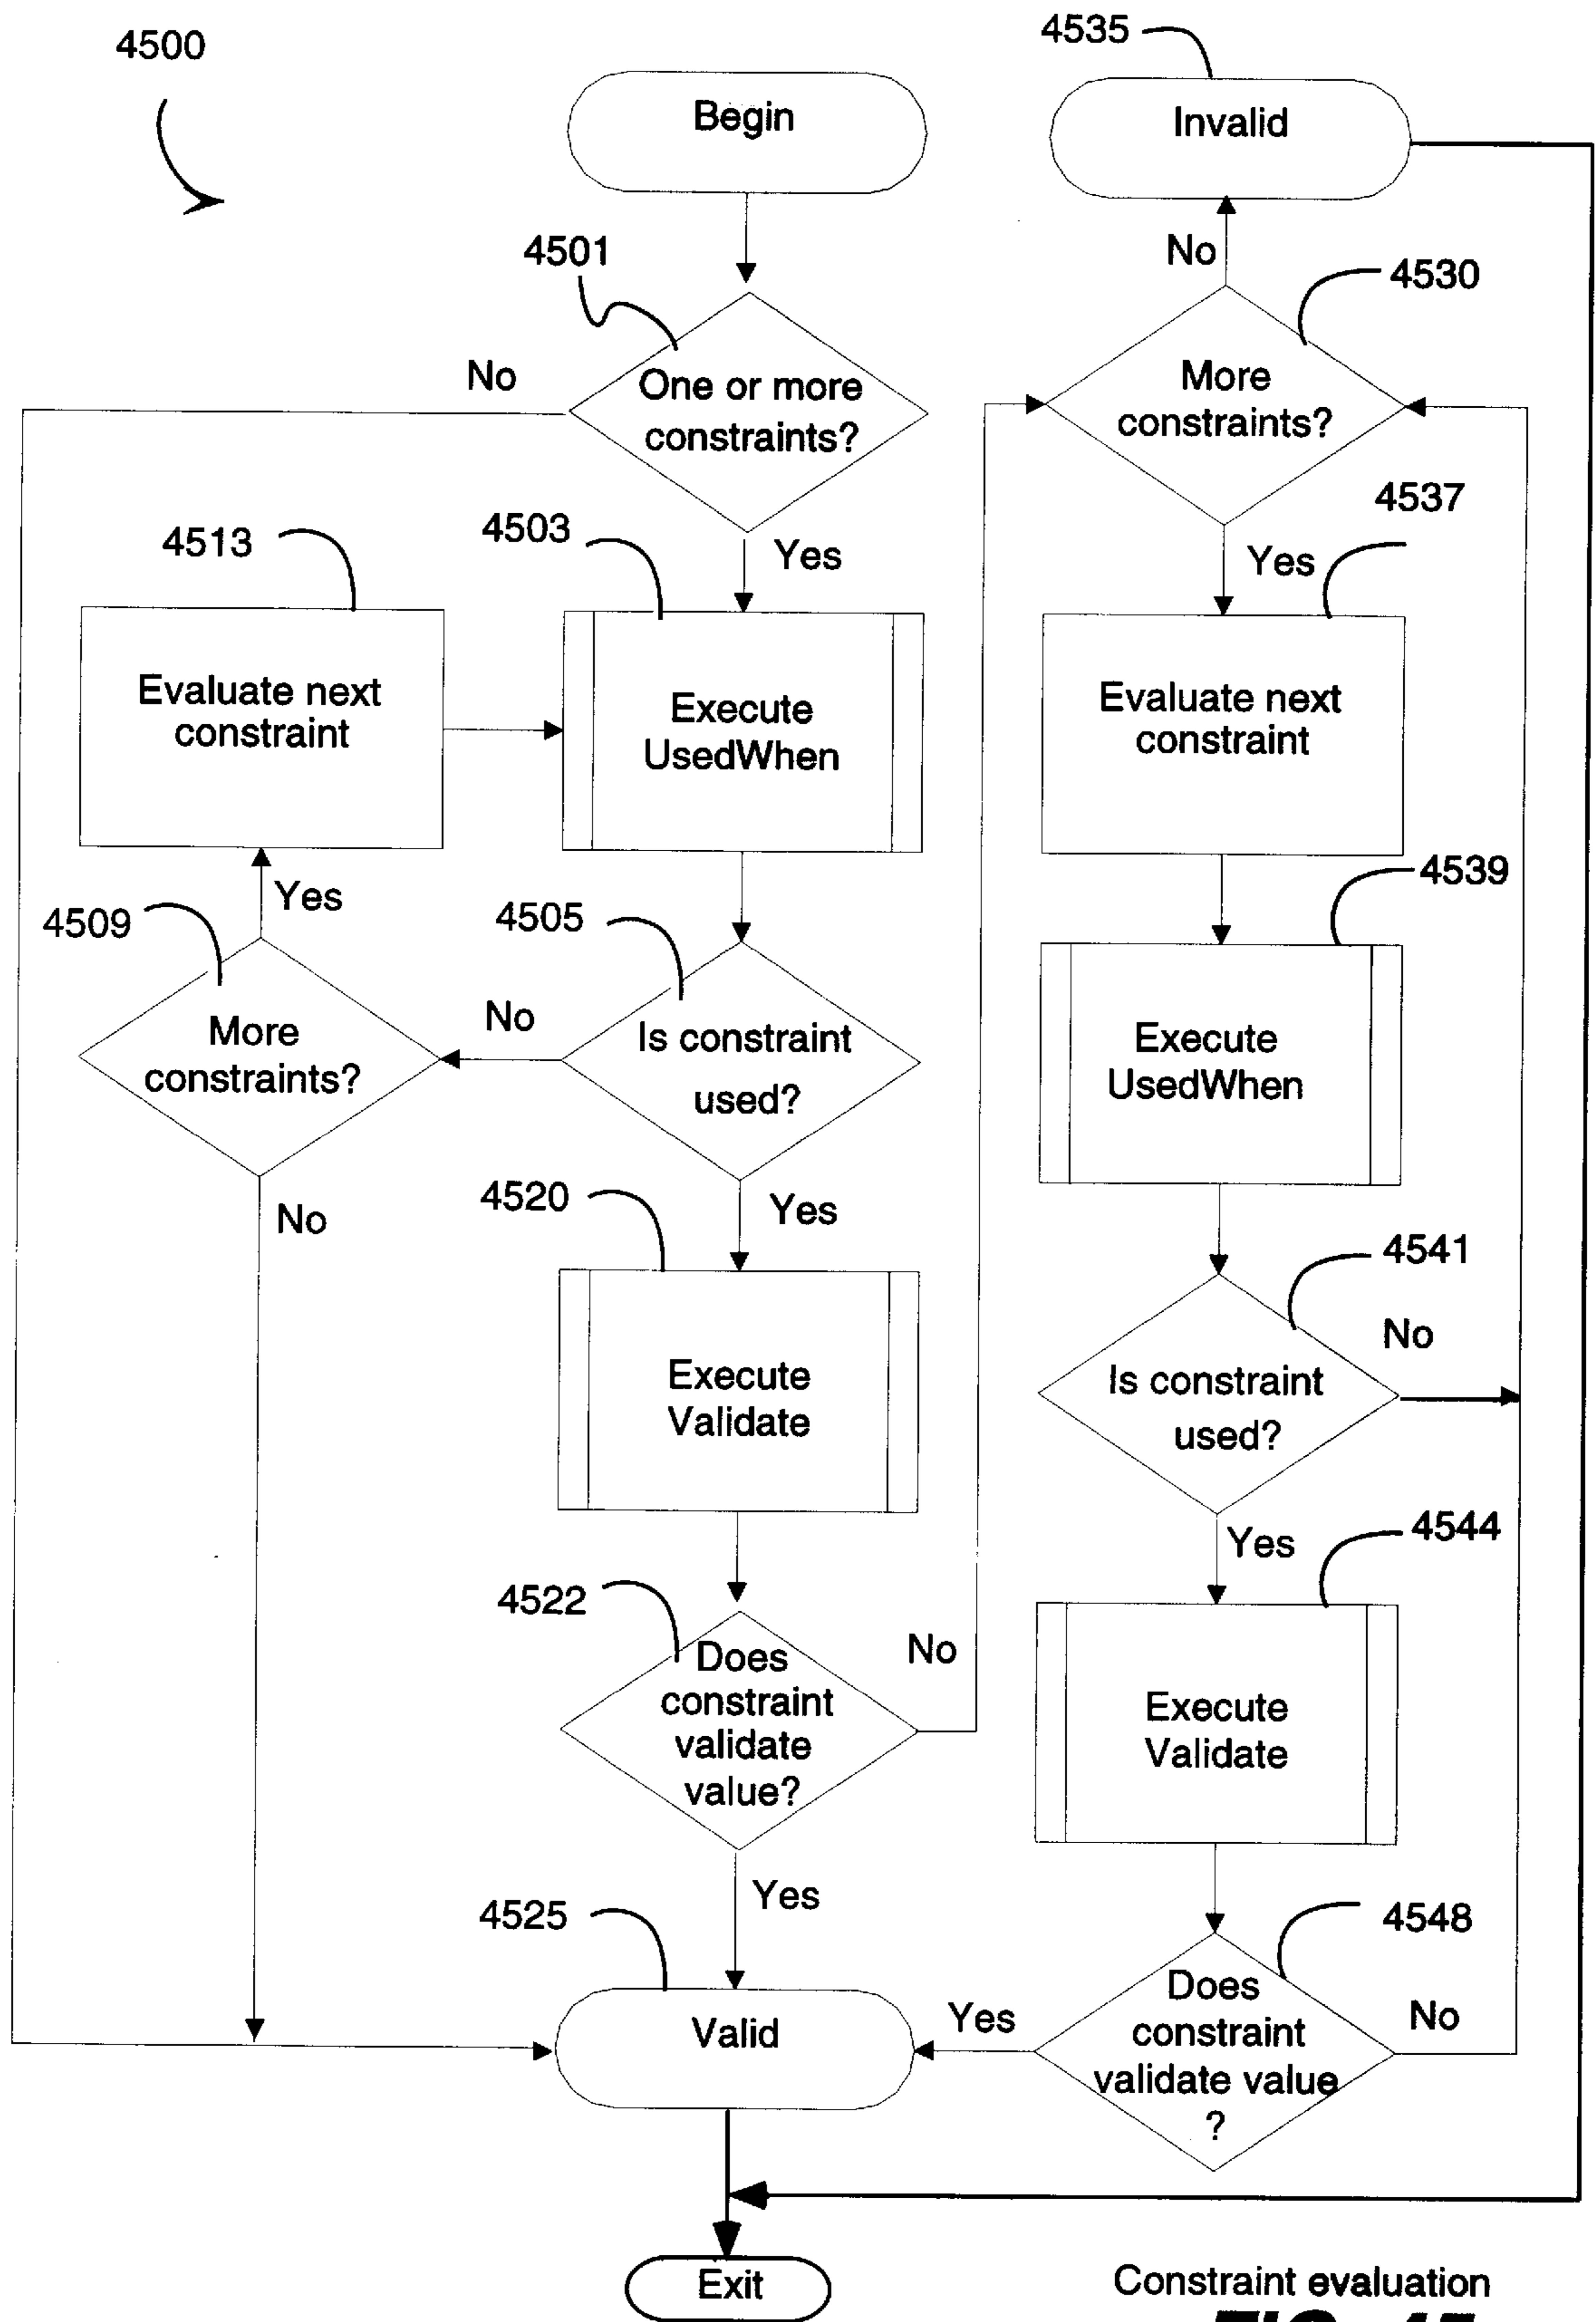 4500
4535
Begin
Invalid
No
4501
4530
No
One or more
constraints?
More
constraints?
4513
4503
Yes
4537
Yes
Evaluate next
constraint
Execute
UsedWhen
Evaluate next
constraint
4509
Yes
4505
4539
More
constraints?
No
Is constraint
used?
Execute
UsedWhen
No
4520
Yes
4541
No
Execute
Validate
Is constraint
used?
Yes
4544
4522
Does
constraint
validate
value?
No
Execute
Validate
Yes
4525
4548
Valid
Yes
Does
constraint
validate value
?
No
Exit
Constraint evaluation